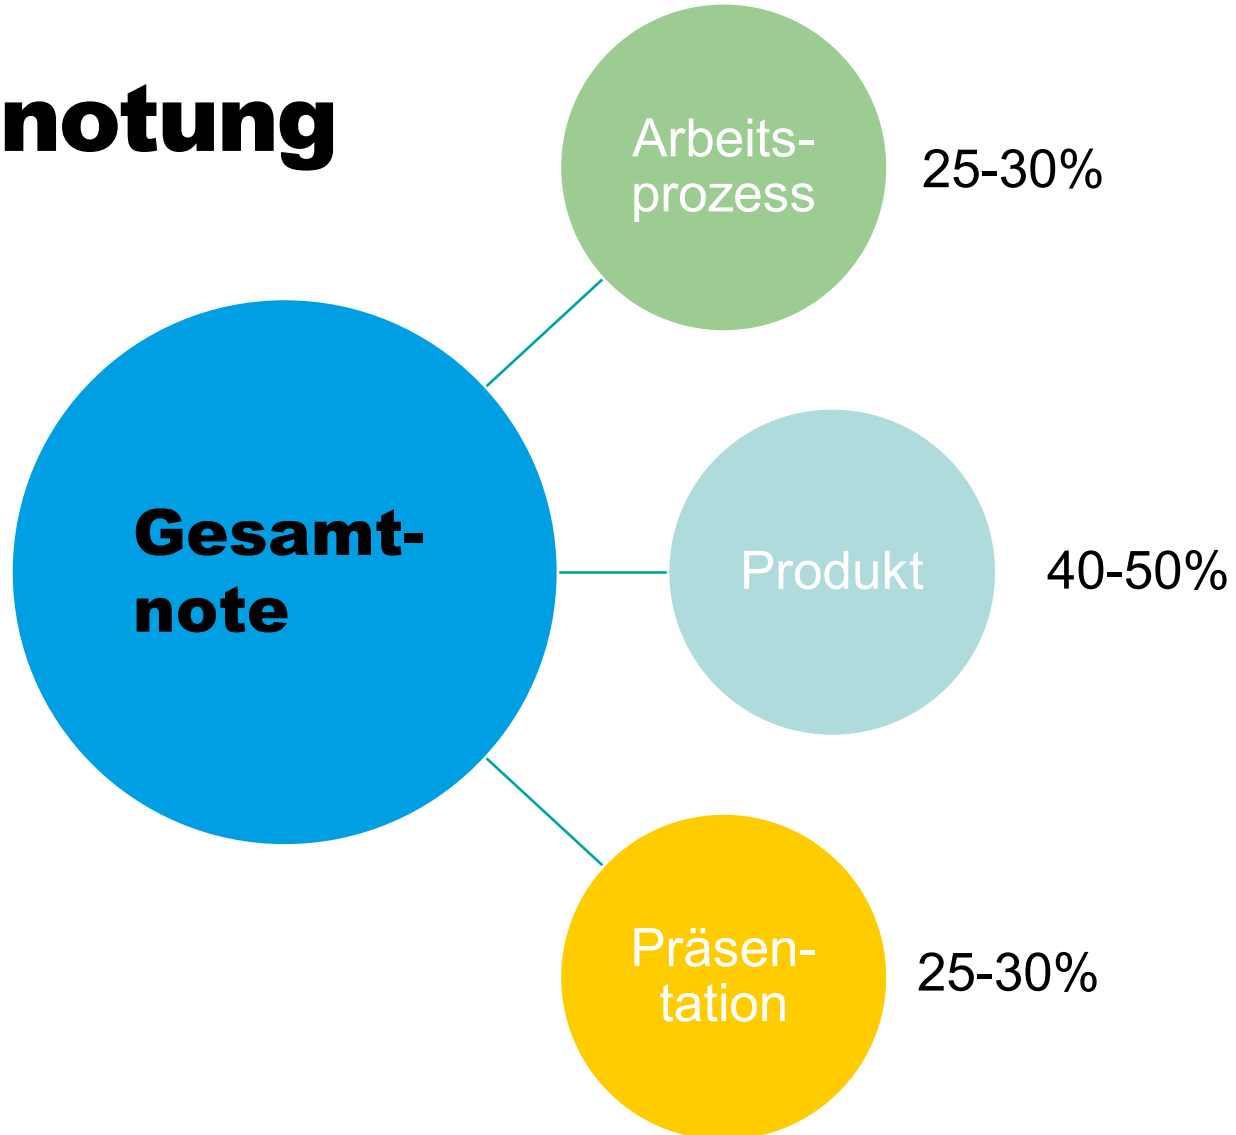 notung
Arbeits-
prozess
25-30%
Gesamt-
note
Produkt
40-50%
Präsen-
tation
25-30%